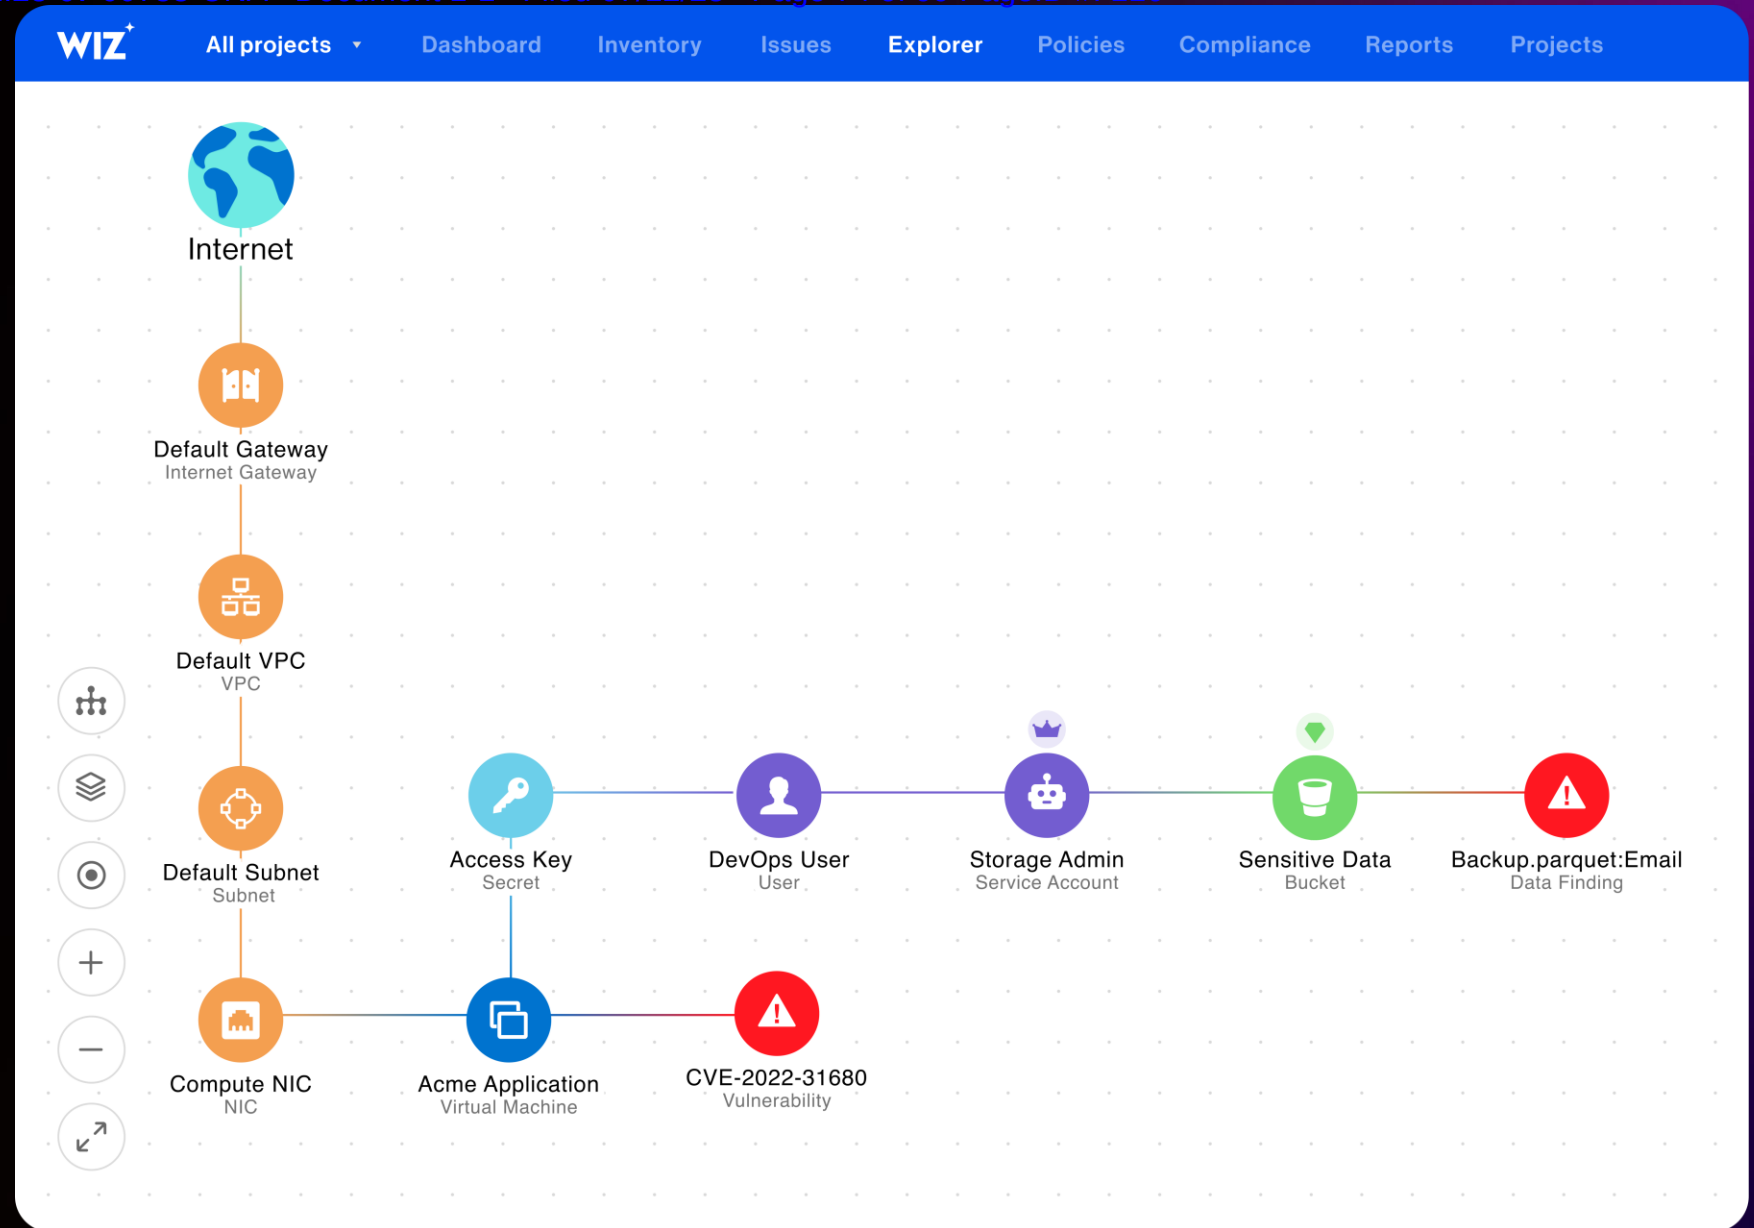 WIZ All projects Dashboard Inventory Issues Explorer Policies Compliance Reports Projects
Internet
Default Gateway
Internet Gateway
Default VPC
VPC
Default Subnet
Subnet
Access Key
Secret
DevOps User
User
Storage Admin
Service Account
Sensitive Data
Bucket
Backup.parquet:Email
Data Finding
Compute NIC
NIC
Acme Application
Virtual Machine
CVE-2022-31680
Vulnerability